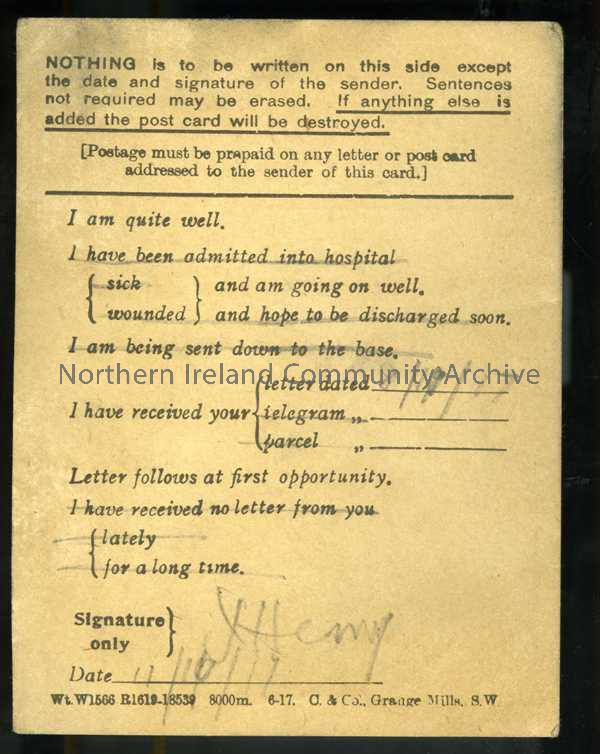 NOTHING is to be written on this side except
the date and signature of the sender. Sentences
not required may be erased. If anything else is
added the post card will be destroyed.
[Postage must be prepaid on any letter or post card
addressed to the sender of this card.]
I am quite well.
I have been admitted into hospital
sick and am going on well.
wounded and hope to be discharged soon.
I am being sent down to the base.
Northern Ireland Community Archive
letter dated
I have received your telegram „
parcel „
Letter follows at first opportunity.
I have received no letter from you
lately
for a long time.
Signature
only
Henry
Date 11/10/17
Wt. W1566 R1619-18539 8000m. 6-17. C. & Co., Grange Mills, S.W.